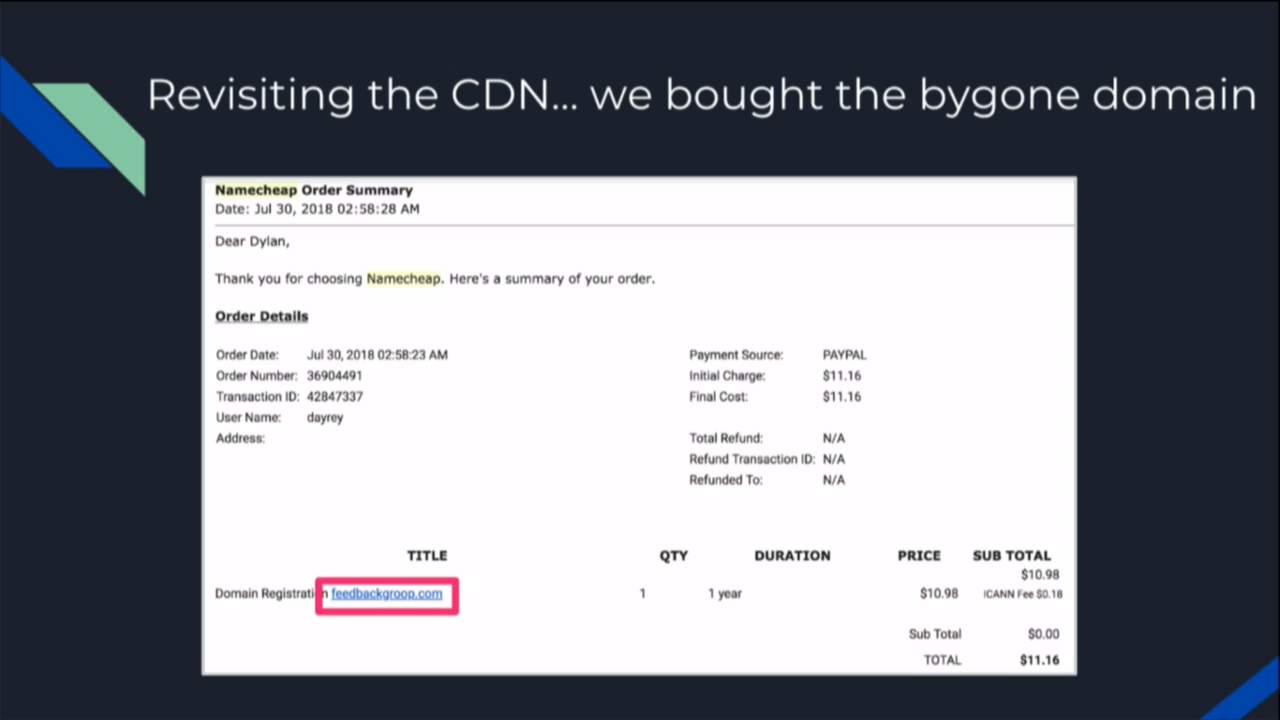 Revisiting the CDN... we bought the bygone domain
Namecheap Order Summary
Date: Jul 30, 2018 02:58:28 AM
Dear Dylan,
Thank you for choosing Namecheap. Here's a summary of your order.
Order Details
Order Date: Jul 30, 2018 02:58:23 AM
Order Number: 36904491
Transaction ID: 42847337
User Name: dayrey
Address:
Payment Source: PAYPAL
Initial Charge: $11.16
Final Cost: $11.16
Total Refund: N/A
Refund Transaction ID: N/A
Refunded To: N/A
TITLE QTY DURATION PRICE SUB TOTAL
$10.98
Domain Registrati n feedbackgroop.com 1 1 year $10.98 ICANN Fee $0.18
Sub Total $0.00
TOTAL $11.16